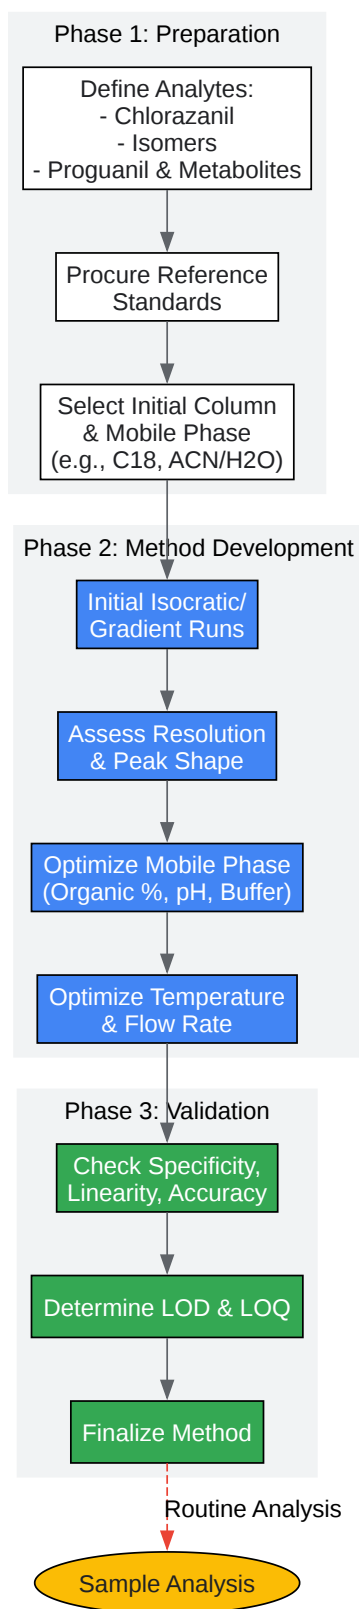 Phase 1: Preparation
Define Analytes:
- Chlorazanil
- Isomers
- Proguanil & Metabolites
Procure Reference
Standards
Select Initial Column
& Mobile Phase
(e.g., C18, ACN/H2O)
Phase 2: Method Development
Initial Isocratic/
Gradient Runs
Assess Resolution
& Peak Shape
Optimize Mobile Phase
(Organic %, pH, Buffer)
Optimize Temperature
& Flow Rate
Phase 3: Validation
Check Specificity,
Linearity, Accuracy
Determine LOD & LOQ
Finalize Method
Routine Analysis
Sample Analysis